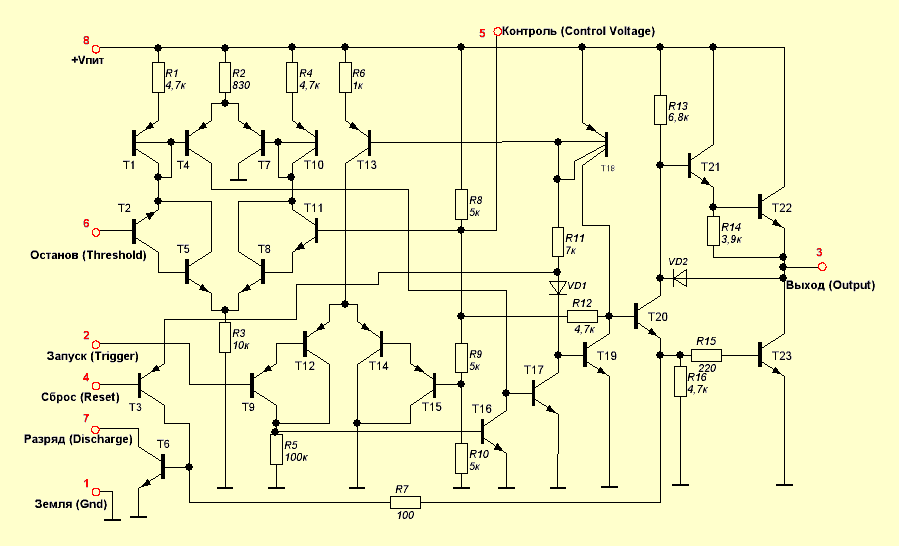 5 Контроль (Control Voltage)
8
+Vпит
R1
4,7к
R2
830
R4
4,7к
R6
1к
R13
6,8к
T1
T4
T7
T10
T13
T18
T21
R8
5к
T2
T11
T22
6
Останов (Threshold)
R14
3,9к
T5
T8
R11
7к
3
VD2
Выход (Output)
VD1
R12
4,7к
T20
2
Запуск (Trigger)
R3
10к
R9
5к
R15
220
T12
T14
T19
T23
4
Сброс (Reset)
T17
R16
4,7к
T3
T9
T15
T16
7
Разряд (Discharge)
T6
R5
100к
R10
5к
1
Земля (Gnd)
R7
100